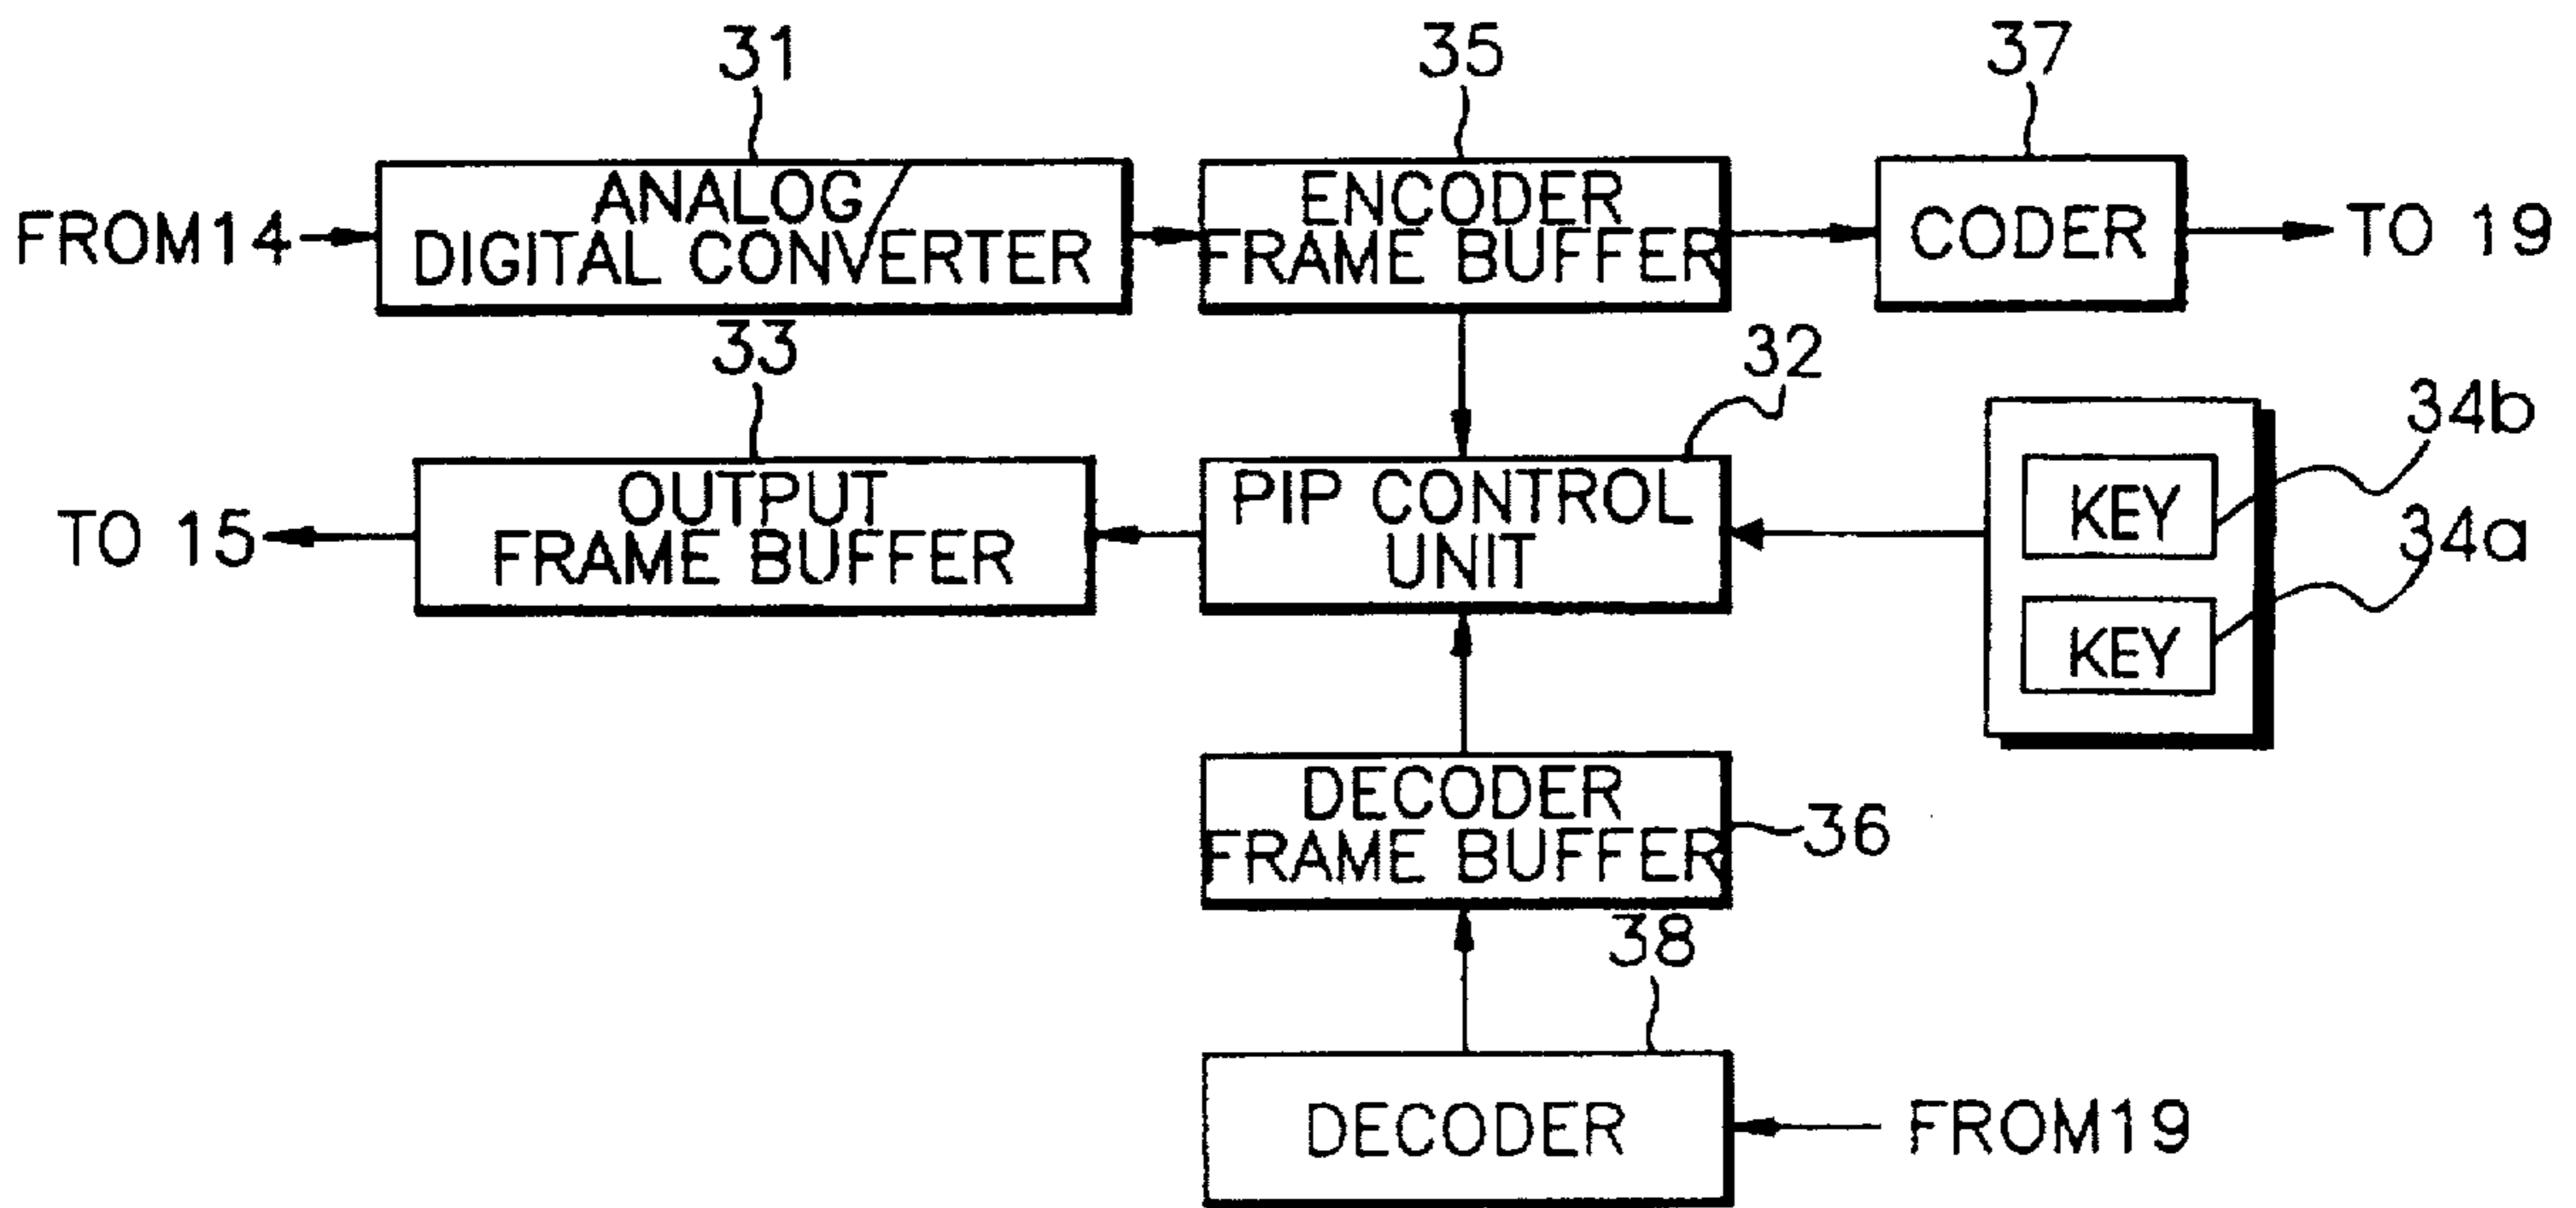 31
35
37
FROM14
ANALOG/
DIGITAL CONVERTER
ENCODER
FRAME BUFFER
CODER
TO 19
33
32
34b
TO 15
OUTPUT
FRAME BUFFER
PIP CONTROL
UNIT
KEY
34a
KEY
DECODER
FRAME BUFFER
36
38
DECODER
FROM19